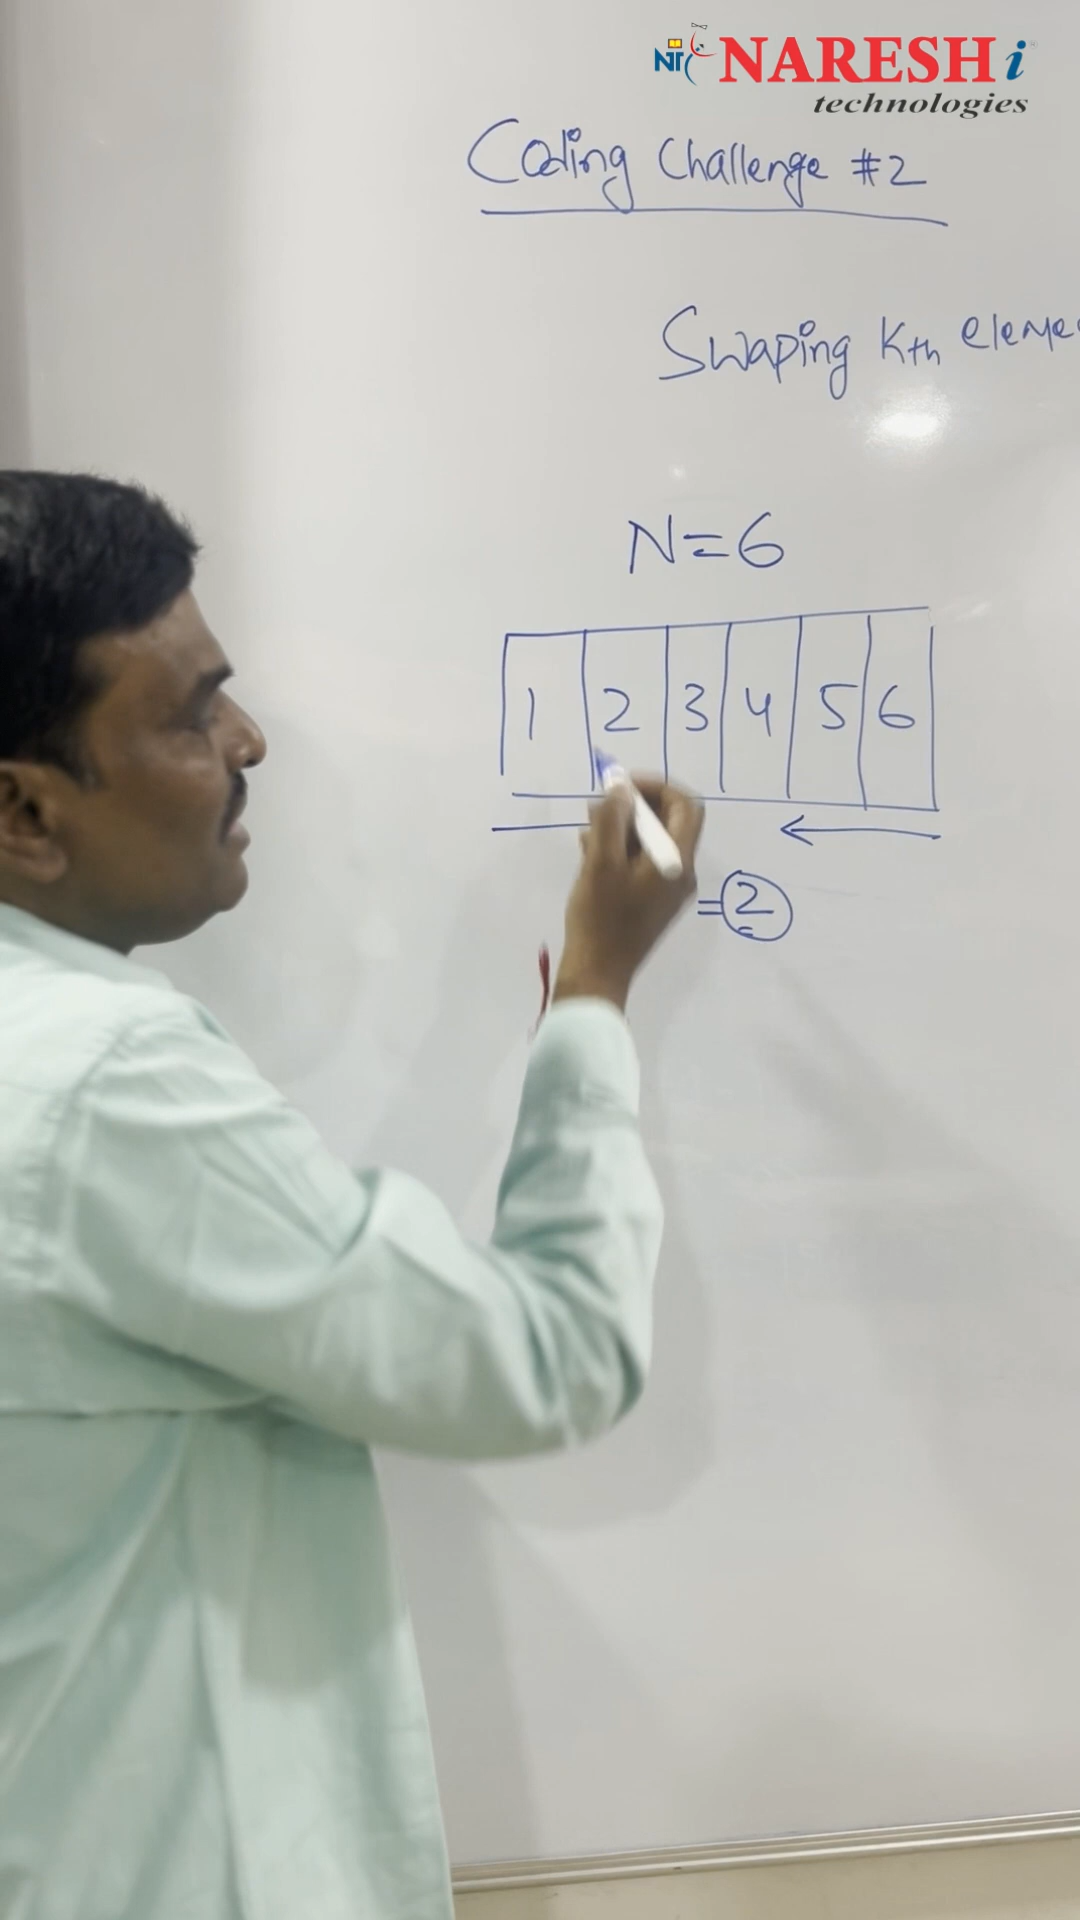 NARESH i
technologies
Coding Challenge #2
Swaping Kth
N=6
1 2 3 4 5 6
=2